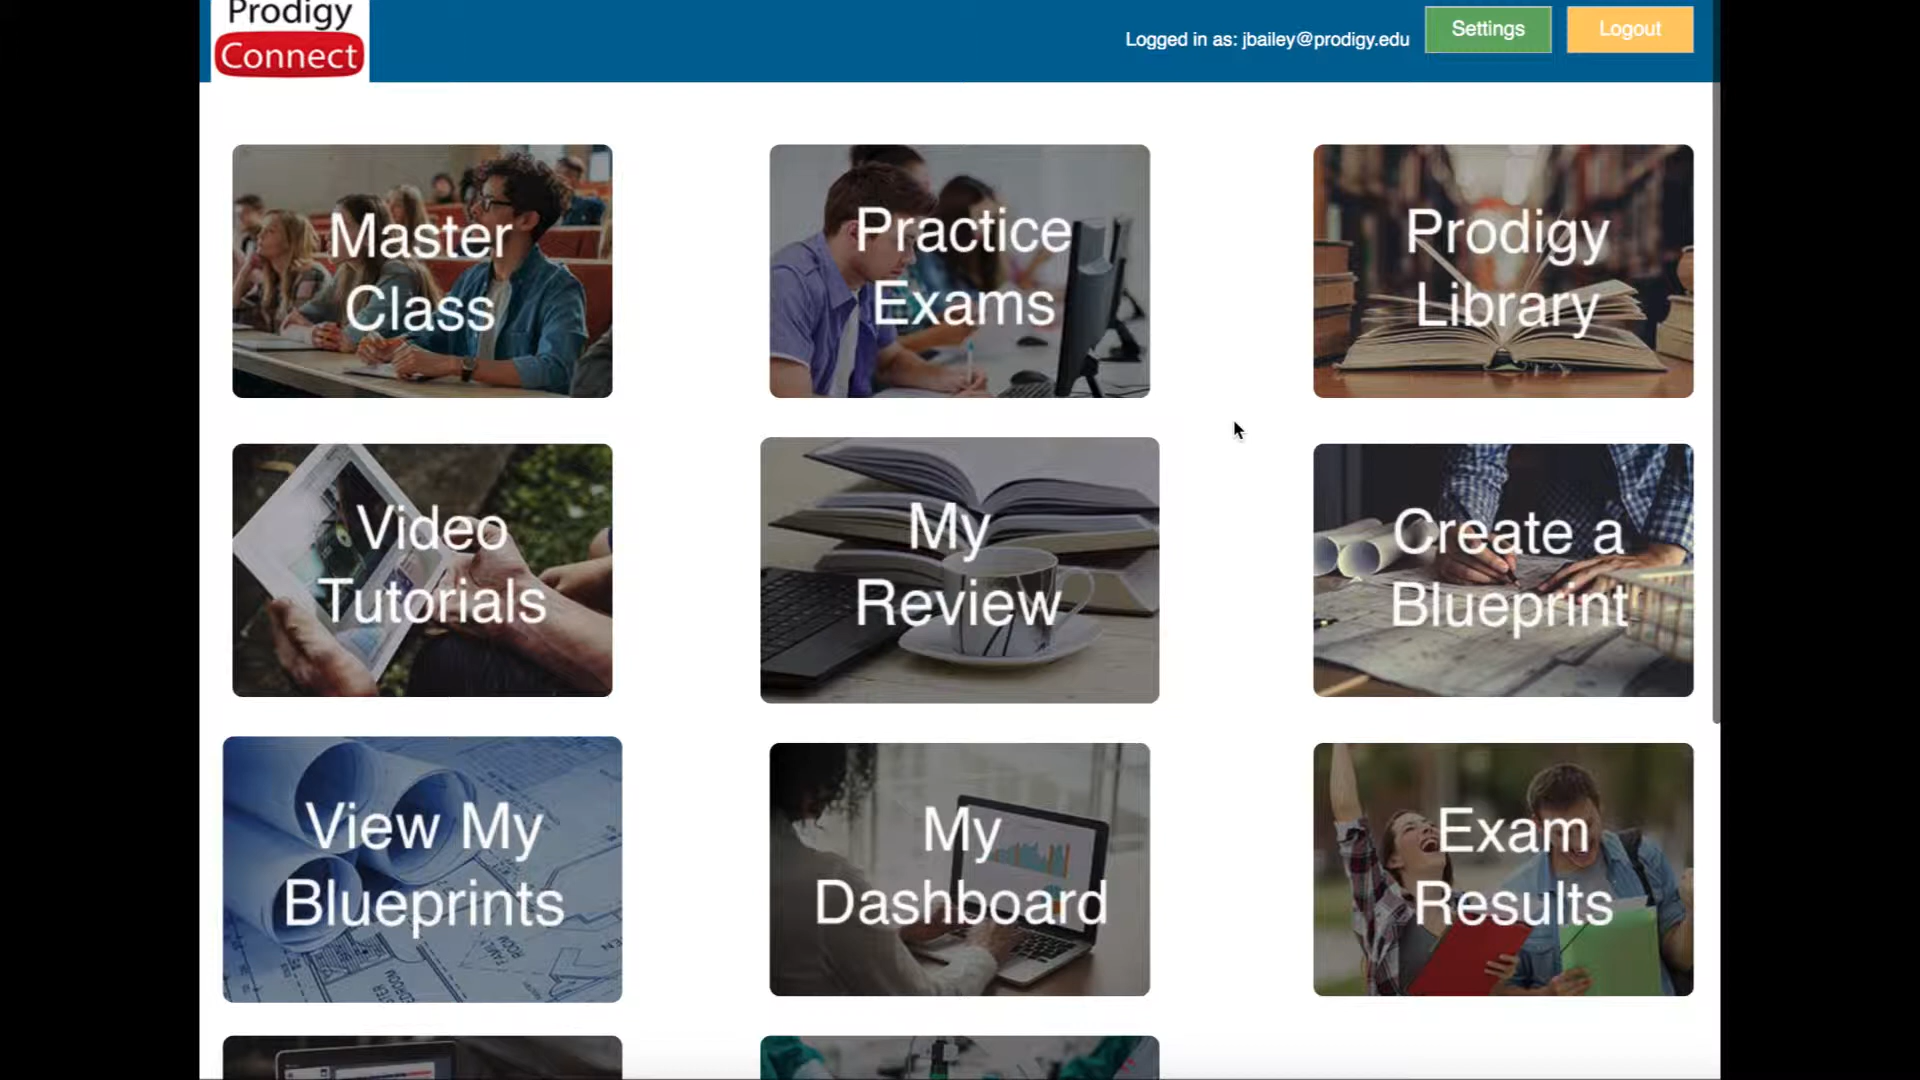 Prodigy
Connect
Logged in as: jbailey@prodigy.edu
Settings
Logout
Master
Class
Practice
Exams
Prodigy
Library
Video
Tutorials
My
Review
Create a
Blueprint
View My
Blueprints
My
Dashboard
Exam
Results